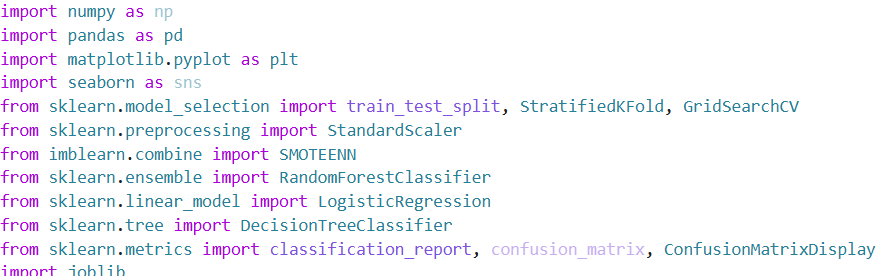 import numpy as np
import pandas as pd
import matplotlib.pyplot as plt
import seaborn as sns
from sklearn.model_selection import train_test_split, StratifiedKFold, GridSearchCV
from sklearn.preprocessing import StandardScaler
from imblearn.combine import SMOTEENN
from sklearn.ensemble import RandomForestClassifier
from sklearn.linear_model import LogisticRegression
from sklearn.tree import DecisionTreeClassifier
from sklearn.metrics import classification_report, confusion_matrix, ConfusionMatrixDisplay
import joblib